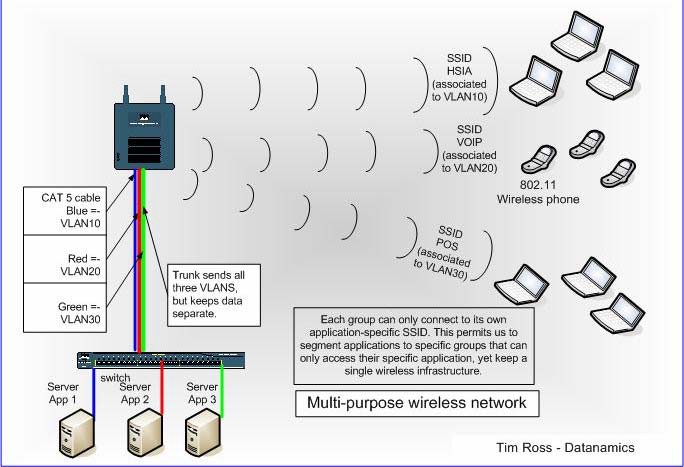 SSID
HSIA
(associated
to VLAN10)
SSID
VOIP
(associated
to VLAN20)
802.11
Wireless phone
SSID
POS
(associated
to VLAN30)
CAT 5 cable
Blue =-
VLAN10
Red =-
VLAN20
Green =-
VLAN30
Trunk sends all
three VLANS,
but keeps data
separate.
Each group can only connect to its own
application-specific SSID. This permits us to
segment applications to specific groups that can
only access their specific application, yet keep a
single wireless infrastructure.
Multi-purpose wireless network
switch
Server
App 1
Server
App 2
Server
App 3
Tim Ross - Datanamics